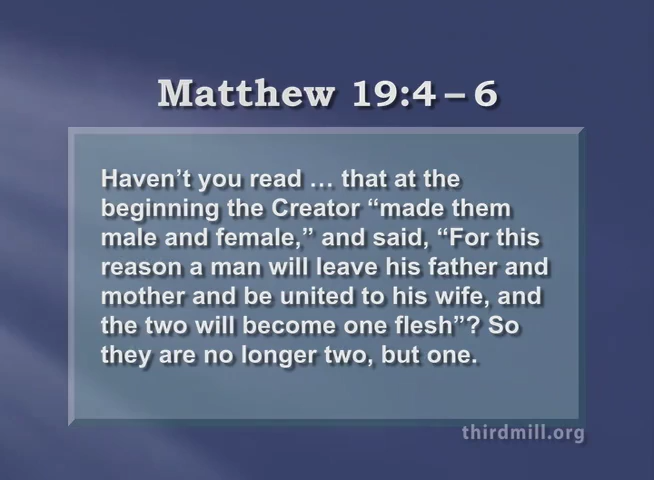 Matthew 19:4 – 6
Haven’t you read … that at the
beginning the Creator “made them
male and female,” and said, “For this
reason a man will leave his father and
mother and be united to his wife, and
the two will become one flesh”? So
they are no longer two, but one.
thirdmill.org